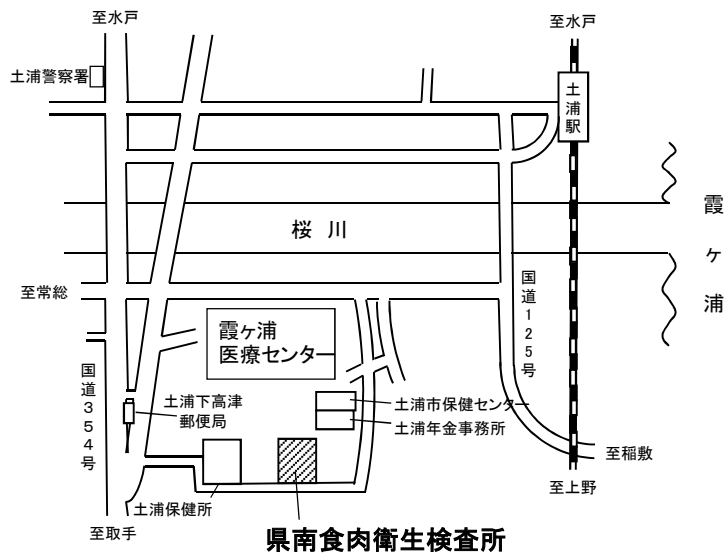 至水戸
至水戸
土浦警察署
土浦駅
桜 川
霞ヶ浦
至常総
国道125号
霞ヶ浦
医療センター
国道354号
土浦下高津
郵便局
土浦市保健センター
土浦年金事務所
至稲敷
至上野
土浦保健所
至取手
県南食肉衛生検査所